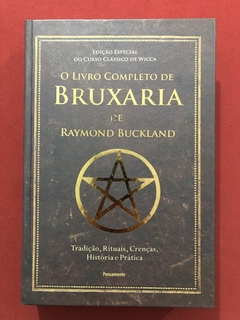 EDIÇÃO ESPECIAL
DO CURSO CLÁSSICO DE WICCA
O LIVRO COMPLETO DE
BRUXARIA
DE
RAYMOND BUCKLAND
Tradição, Rituais, Crenças,
História e Prática
Pensamento